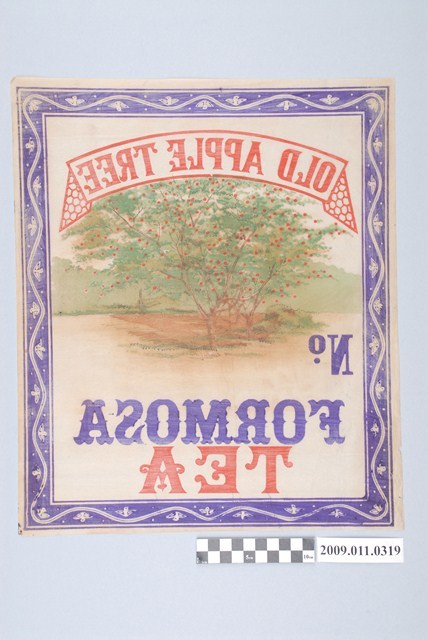 OLD APPLE TREE
No.
FORMOSA
TEA
2009.011.0319